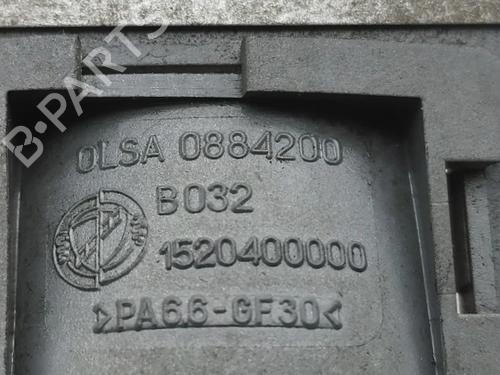 B-PARTS
OLSA 0884200
B032
1520400000
>PA6.6-GF30<